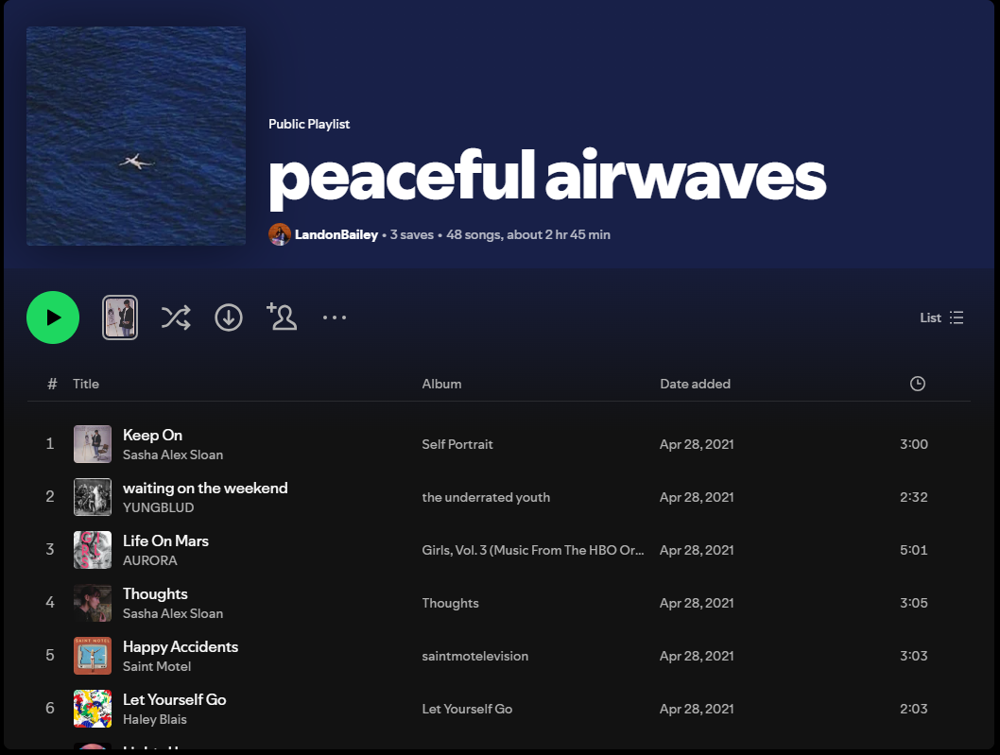 Public Playlist
peaceful airwaves
LandonBailey • 3 saves • 48 songs, about 2 hr 45 min
List
# Title Album Date added
1 Keep On Self Portrait Apr 28, 2021 3:00
Sasha Alex Sloan
2 waiting on the weekend the underrated youth Apr 28, 2021 2:32
YUNGBLUD
3 Life On Mars Girls, Vol. 3 (Music From The HBO Or... Apr 28, 2021 5:01
AURORA
4 Thoughts Thoughts Apr 28, 2021 3:05
Sasha Alex Sloan
SAINT MOTEL
5 Happy Accidents saintmotelevision Apr 28, 2021 3:03
Saint Motel
6 Let Yourself Go Let Yourself Go Apr 28, 2021 2:03
Haley Blais